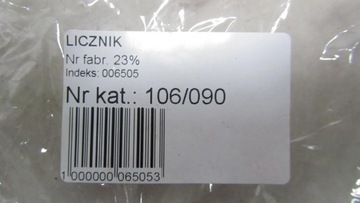 LICZNIK
Nr fabr. 23%
Indeks: 006505
Nr kat.: 106/090
1 000000 065053